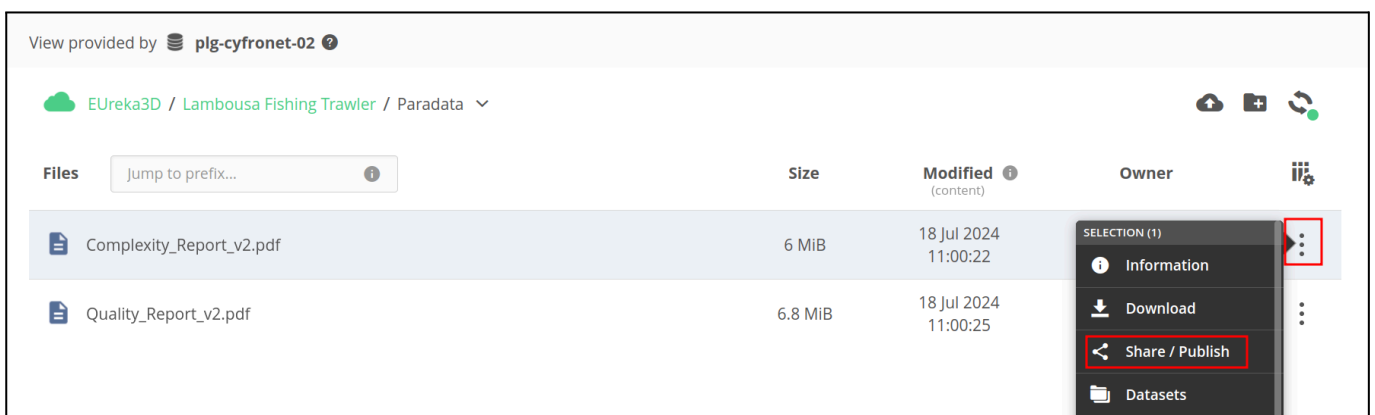 View provided by plg-cyfronet-02
EUreka3D / Lambousa Fishing Trawler / Paradata
Files Jump to prefix... Size Modified Owner
(content)
Complexity_Report_v2.pdf 6 MiB 18 Jul 2024
11:00:22
SELECTION (1)
Information
Download
Share / Publish
Datasets
Quality_Report_v2.pdf 6.8 MiB 18 Jul 2024
11:00:25